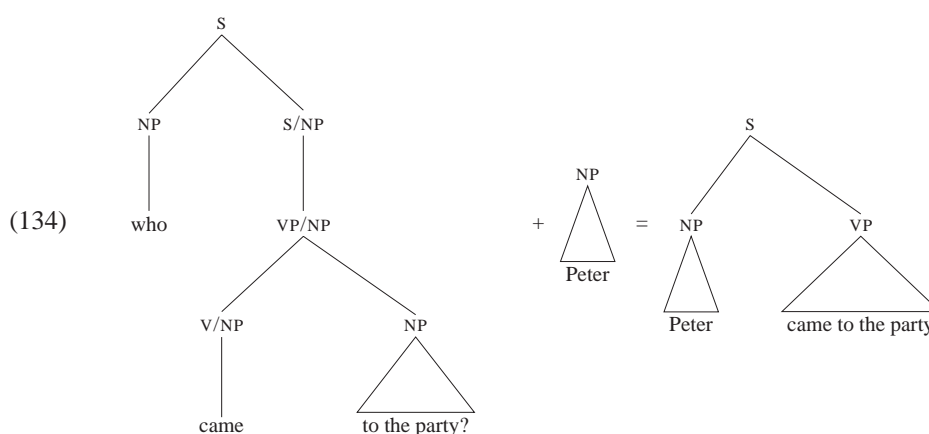 S
NP S/NP S
NP
(134) who VP/NP + = NP VP
Peter
V/NP NP Peter came to the party
came to the party?